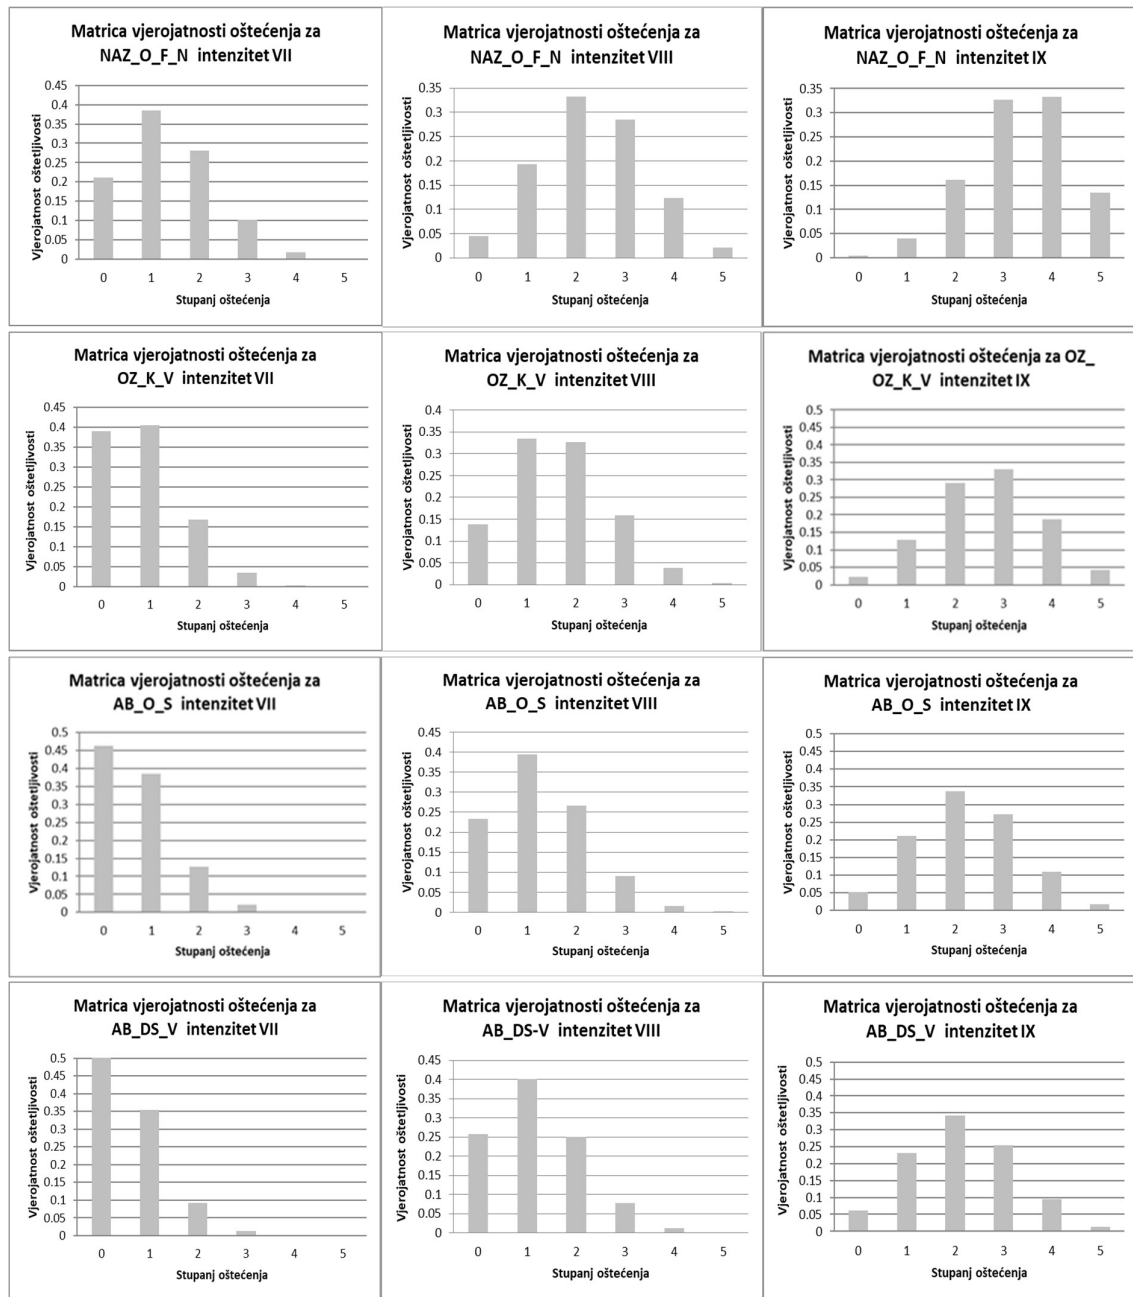 Matrica vjerojatnosti oštećenja za
NAZ_O_F_N intenzitet VII
Vjerojatnost oštetljivosti
0.45
0.4
0.35
0.3
0.25
0.2
0.15
0.1
0.05
0
0 1 2 3 4 5
Stupanj oštećenja
Matrica vjerojatnosti oštećenja za
NAZ_O_F_N intenzitet VIII
Vjerojatnost oštetljivosti
0.35
0.3
0.25
0.2
0.15
0.1
0.05
0
0 1 2 3 4 5
Stupanj oštećenja
Matrica vjerojatnosti oštećenja za
NAZ_O_F_N intenzitet IX
Vjerojatnost oštetljivosti
0.35
0.3
0.25
0.2
0.15
0.1
0.05
0
0 1 2 3 4 5
Stupanj oštećenja
Matrica vjerojatnosti oštećenja za
OZ_K_V intenzitet VII
Vjerojatnost oštetljivosti
0.45
0.4
0.35
0.3
0.25
0.2
0.15
0.1
0.05
0
0 1 2 3 4 5
Stupanj oštećenja
Matrica vjerojatnosti oštećenja za
OZ_K_V intenzitet VIII
Vjerojatnost oštetljivosti
0.4
0.35
0.3
0.25
0.2
0.15
0.1
0.05
0
0 1 2 3 4 5
Stupanj oštećenja
Matrica vjerojatnosti oštećenja za OZ_
OZ_K_V intenzitet IX
Vjerojatnost oštetljivosti
0.5
0.45
0.4
0.35
0.3
0.25
0.2
0.15
0.1
0.05
0
0 1 2 3 4 5
Stupanj oštećenja
Matrica vjerojatnosti oštećenja za
AB_O_S intenzitet VII
Vjerojatnost oštetljivosti
0.5
0.45
0.4
0.35
0.3
0.25
0.2
0.15
0.1
0.05
0
0 1 2 3 4 5
Stupanj oštećenja
Matrica vjerojatnosti oštećenja za
AB_O_S intenzitet VIII
Vjerojatnost oštetljivosti
0.45
0.4
0.35
0.3
0.25
0.2
0.15
0.1
0.05
0
0 1 2 3 4 5
Stupanj oštećenja
Matrica vjerojatnosti oštećenja za
AB_O_S intenzitet IX
Vjerojatnost oštetljivosti
0.5
0.45
0.4
0.35
0.3
0.25
0.2
0.15
0.1
0.05
0
0 1 2 3 4 5
Stupanj oštećenja
Matrica vjerojatnosti oštećenja za
AB_DS_V intenzitet VII
Vjerojatnost oštetljivosti
0.5
0.45
0.4
0.35
0.3
0.25
0.2
0.15
0.1
0.05
0
0 1 2 3 4 5
Stupanj oštećenja
Matrica vjerojatnosti oštećenja za
AB_DS-V intenzitet VIII
Vjerojatnost oštetljivosti
0.45
0.4
0.35
0.3
0.25
0.2
0.15
0.1
0.05
0
0 1 2 3 4 5
Stupanj oštećenja
Matrica vjerojatnosti oštećenja za
AB_DS_V intenzitet IX
Vjerojatnost oštetljivosti
0.5
0.45
0.4
0.35
0.3
0.25
0.2
0.15
0.1
0.05
0
0 1 2 3 4 5
Stupanj oštećenja